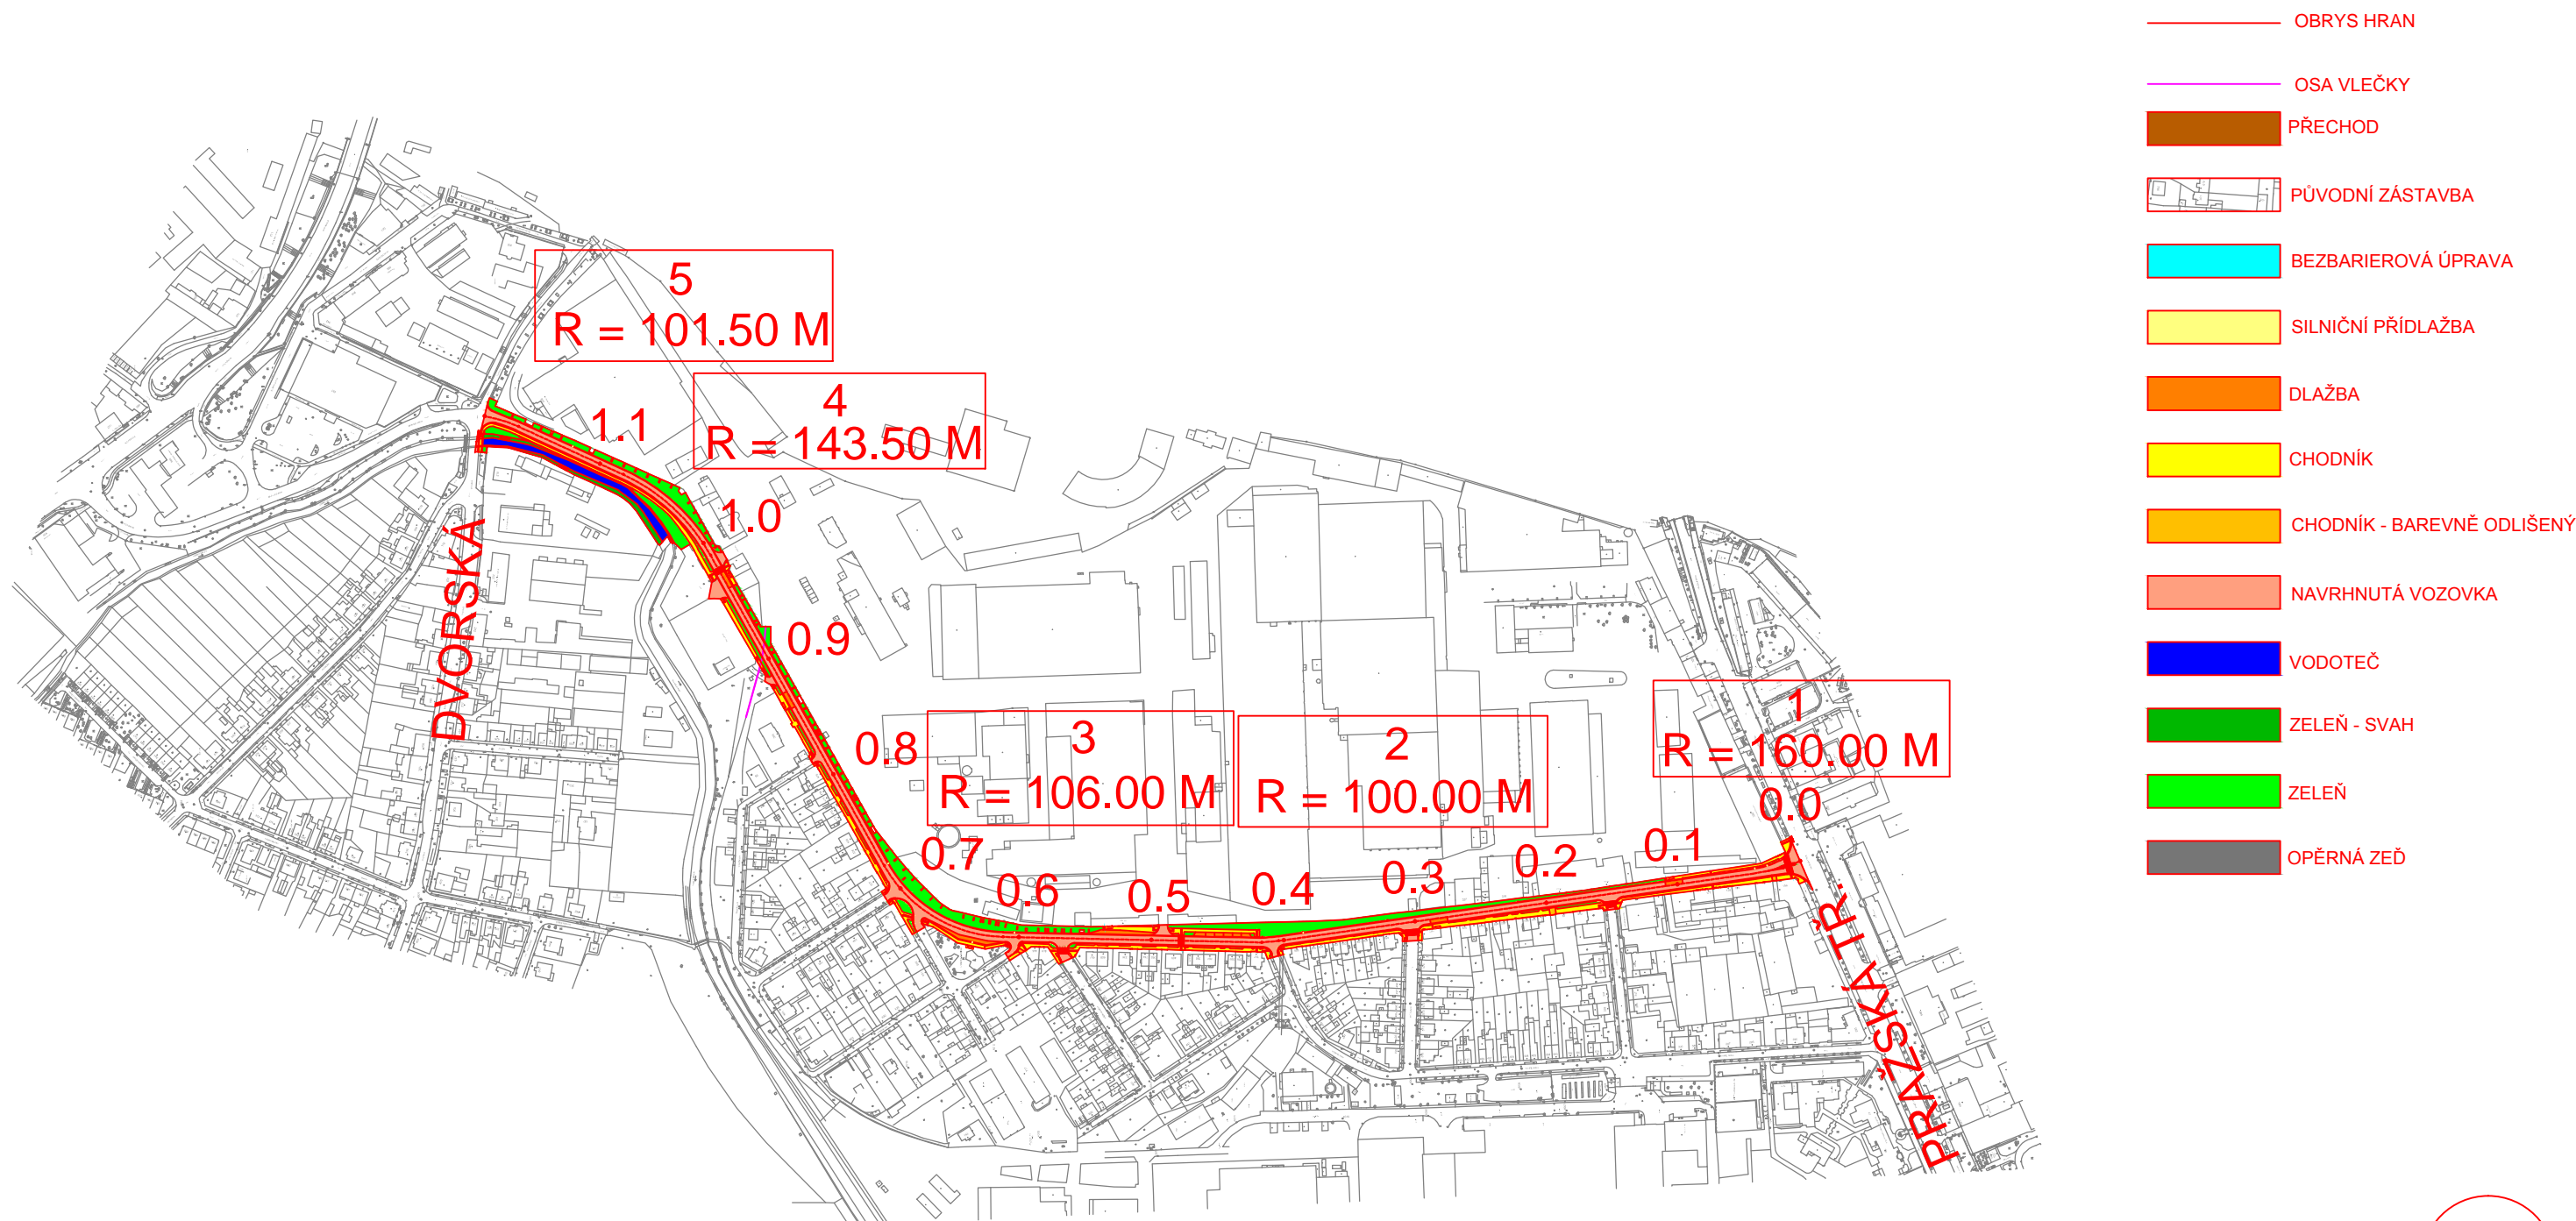 OBRYS HRAN
OSA VLEČKY
PŘECHOD
PŮVODNÍ ZÁSTAVBA
BEZBARIEROVÁ ÚPRAVA
SILNIČNÍ PŘÍDLAŽBA
DLAŽBA
CHODNÍK
CHODNÍK - BAREVNĚ ODLIŠENÝ
NAVRHNUTÁ VOZOVKA
VODOTEČ
ZELEŇ - SVAH
ZELEŇ
OPĚRNÁ ZEĎ
5
R = 101.50 M
4
R = 143.50 M
1.1
1.0
DVORSKÁ
0.9
0.8
3
R = 106.00 M
2
R = 100.00 M
1
R = 160.00 M
0.0
0.1
0.2
0.3
0.4
0.5
0.6
0.7
PRAŽSKÁ TŘ.